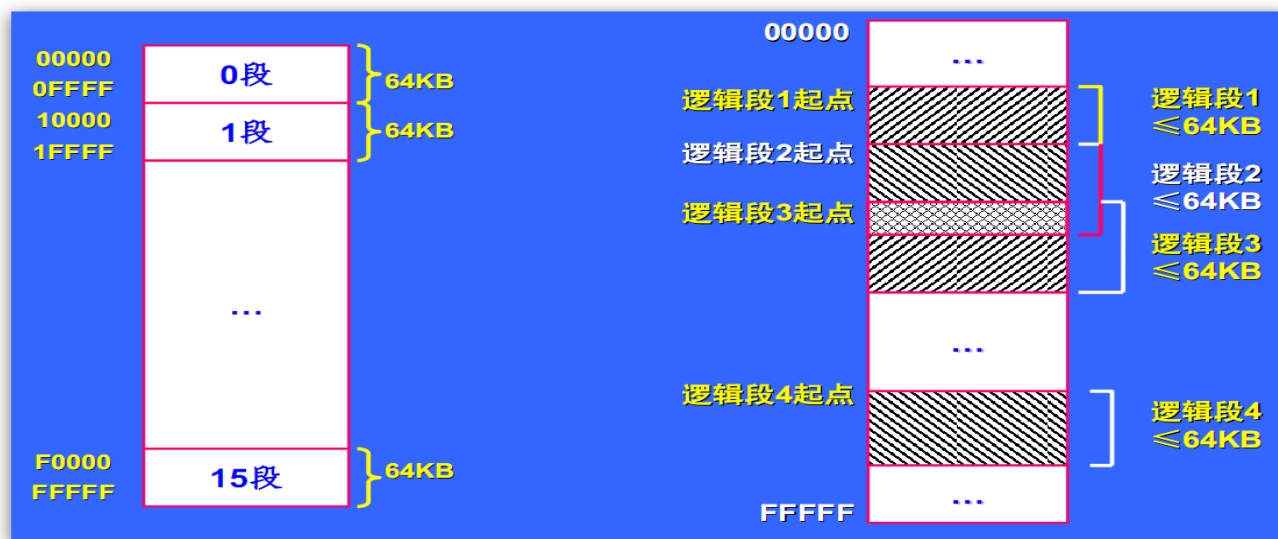 00000
0FFFF
10000
1FFFF
F0000
FFFFF
0段
1段
...
15段
64KB
64KB
64KB
00000
逻辑段1起点
逻辑段2起点
逻辑段3起点
逻辑段4起点
FFFFF
...
...
...
逻辑段1
≤64KB
逻辑段2
≤64KB
逻辑段3
≤64KB
逻辑段4
≤64KB